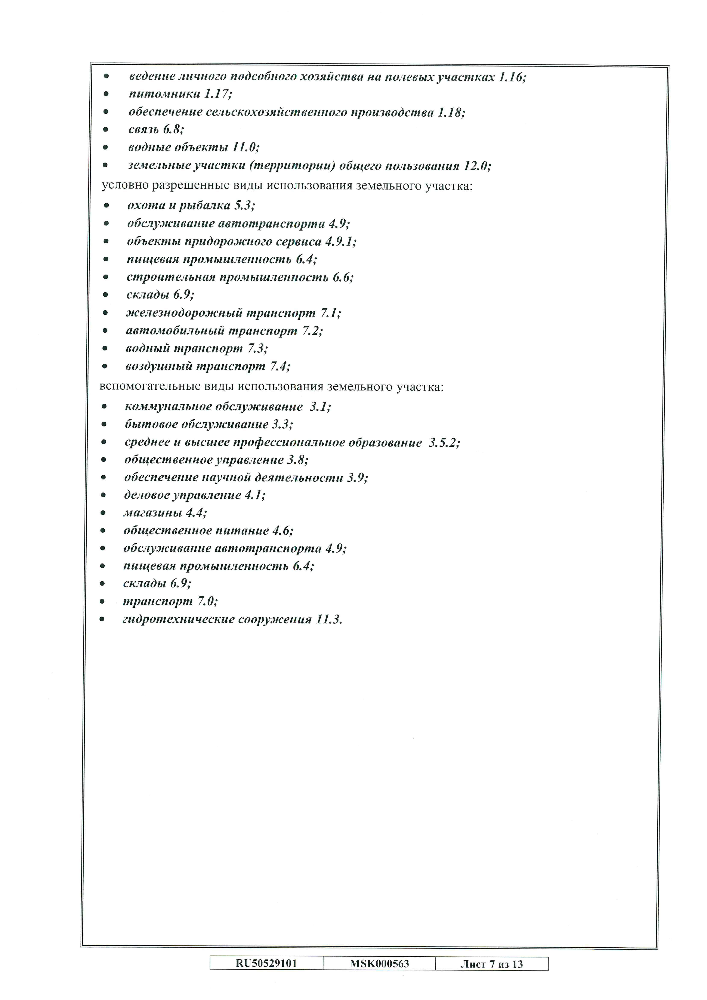 • ведение личного подсобного хозяйства на полевых участках 1.16;
• питомники 1.17;
• обеспечение сельскохозяйственного производства 1.18;
• связь 6.8;
• водные объекты 11.0;
• земельные участки (территории) общего пользования 12.0;
условно разрешенные виды использования земельного участка:
• охота и рыбалка 5.3;
• обслуживание автотранспорта 4.9;
• объекты придорожного сервиса 4.9.1;
• пищевая промышленность 6.4;
• строительная промышленность 6.6;
• склады 6.9;
• железнодорожный транспорт 7.1;
• автомобильный транспорт 7.2;
• водный транспорт 7.3;
• воздушный транспорт 7.4;
вспомогательные виды использования земельного участка:
• коммунальное обслуживание 3.1;
• бытовое обслуживание 3.3;
• среднее и высшее профессиональное образование 3.5.2;
• общественное управление 3.8;
• обеспечение научной деятельности 3.9;
• деловое управление 4.1;
• магазины 4.4;
• общественное питание 4.6;
• обслуживание автотранспорта 4.9;
• пищевая промышленность 6.4;
• склады 6.9;
• транспорт 7.0;
• гидротехнические сооружения 11.3.
RU50529101 MSK000563 Лист 7 из 13